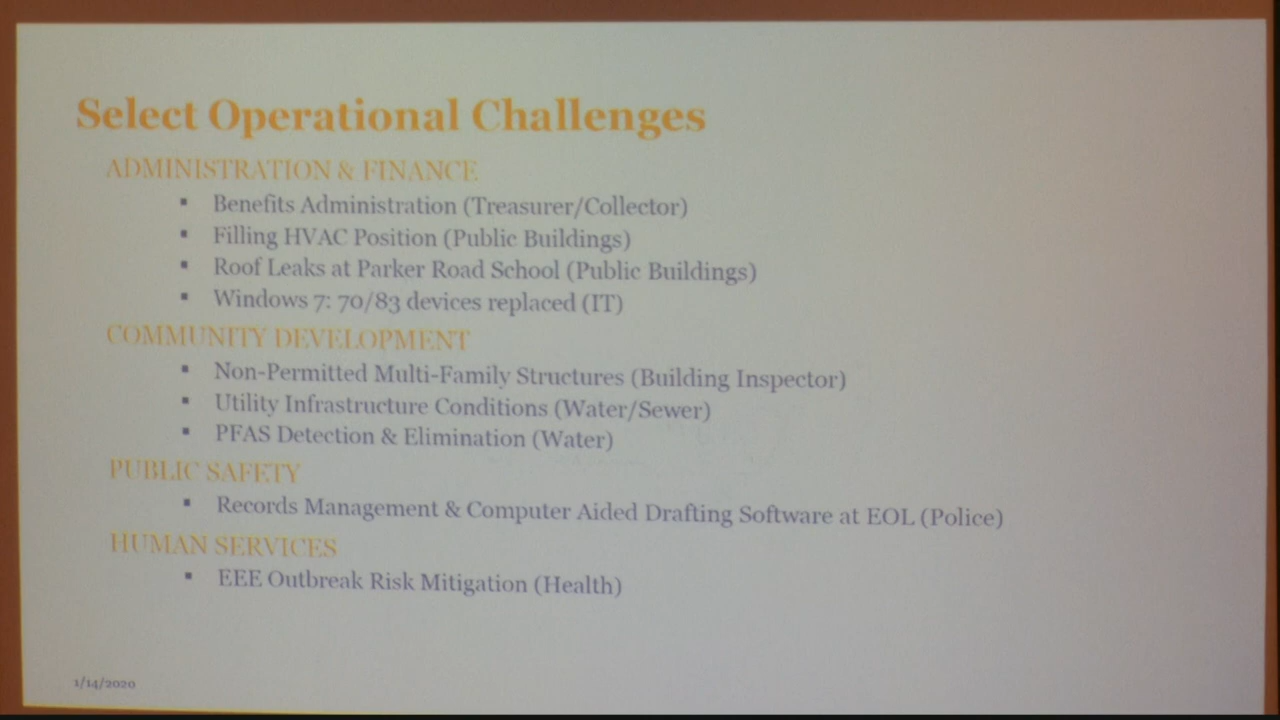 Select Operational Challenges
ADMINISTRATION & FINANCE
▪ Benefits Administration (Treasurer/Collector)
▪ Filling HVAC Position (Public Buildings)
▪ Roof Leaks at Parker Road School (Public Buildings)
▪ Windows 7: 70/83 devices replaced (IT)
COMMUNITY DEVELOPMENT
▪ Non-Permitted Multi-Family Structures (Building Inspector)
▪ Utility Infrastructure Conditions (Water/Sewer)
▪ PFAS Detection & Elimination (Water)
PUBLIC SAFETY
▪ Records Management & Computer Aided Drafting Software at EOL (Police)
HUMAN SERVICES
▪ EEE Outbreak Risk Mitigation (Health)
1/14/2020